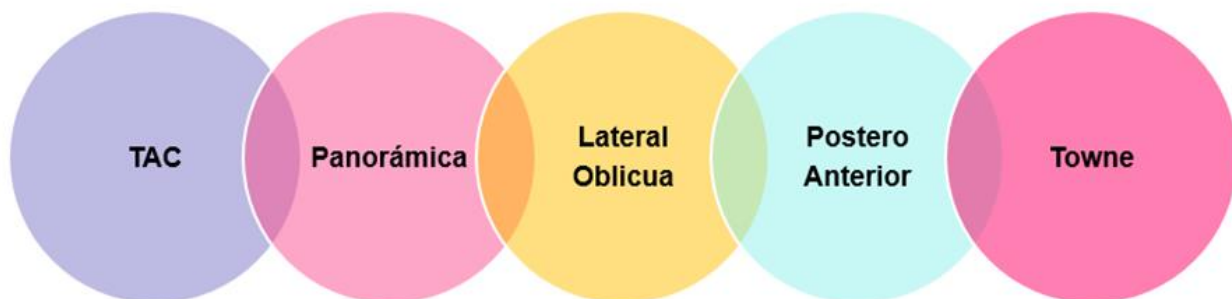 TAC
Panorámica
Lateral
Oblicua
Postero
Anterior
Towne